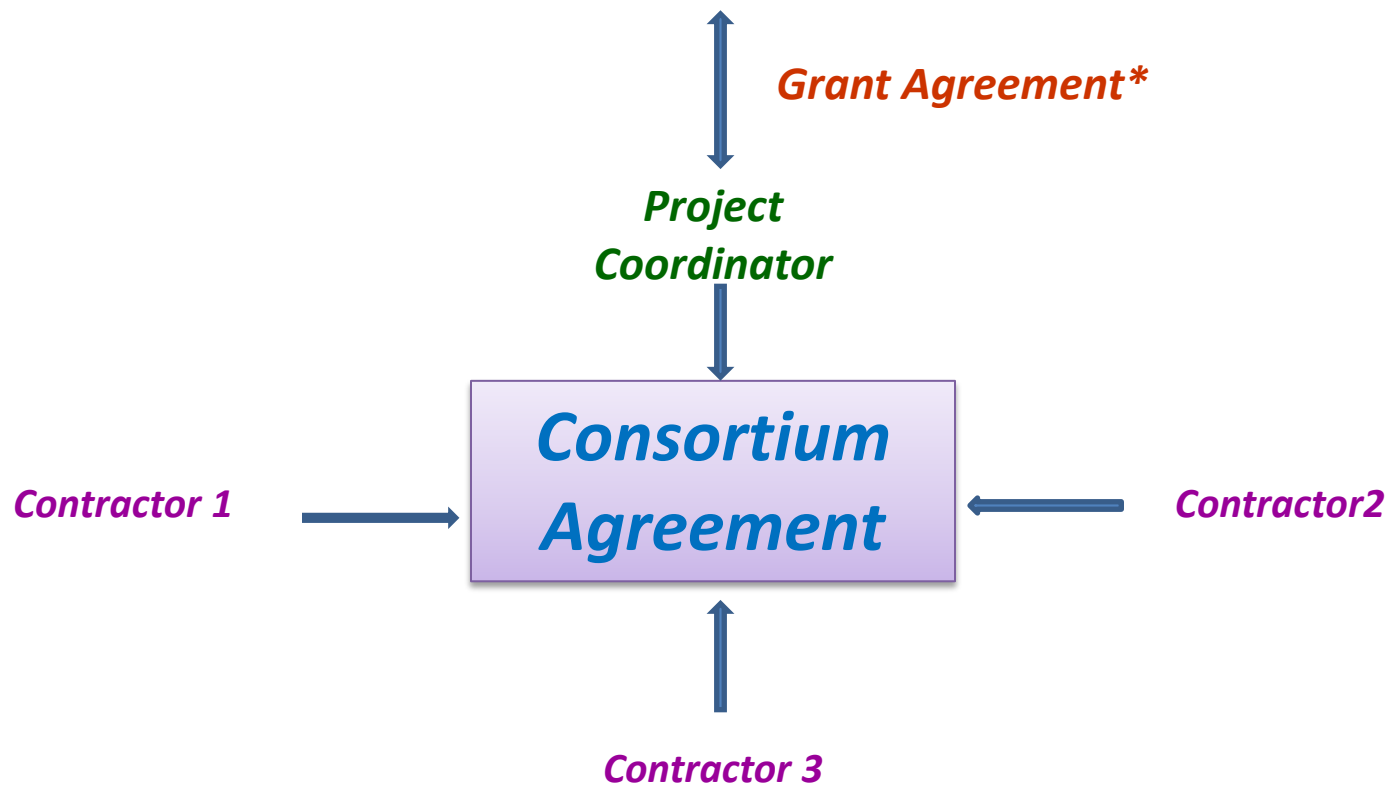 Grant Agreement*
Project
Coordinator
Consortium
Agreement
Contractor 1
Contractor2
Contractor 3